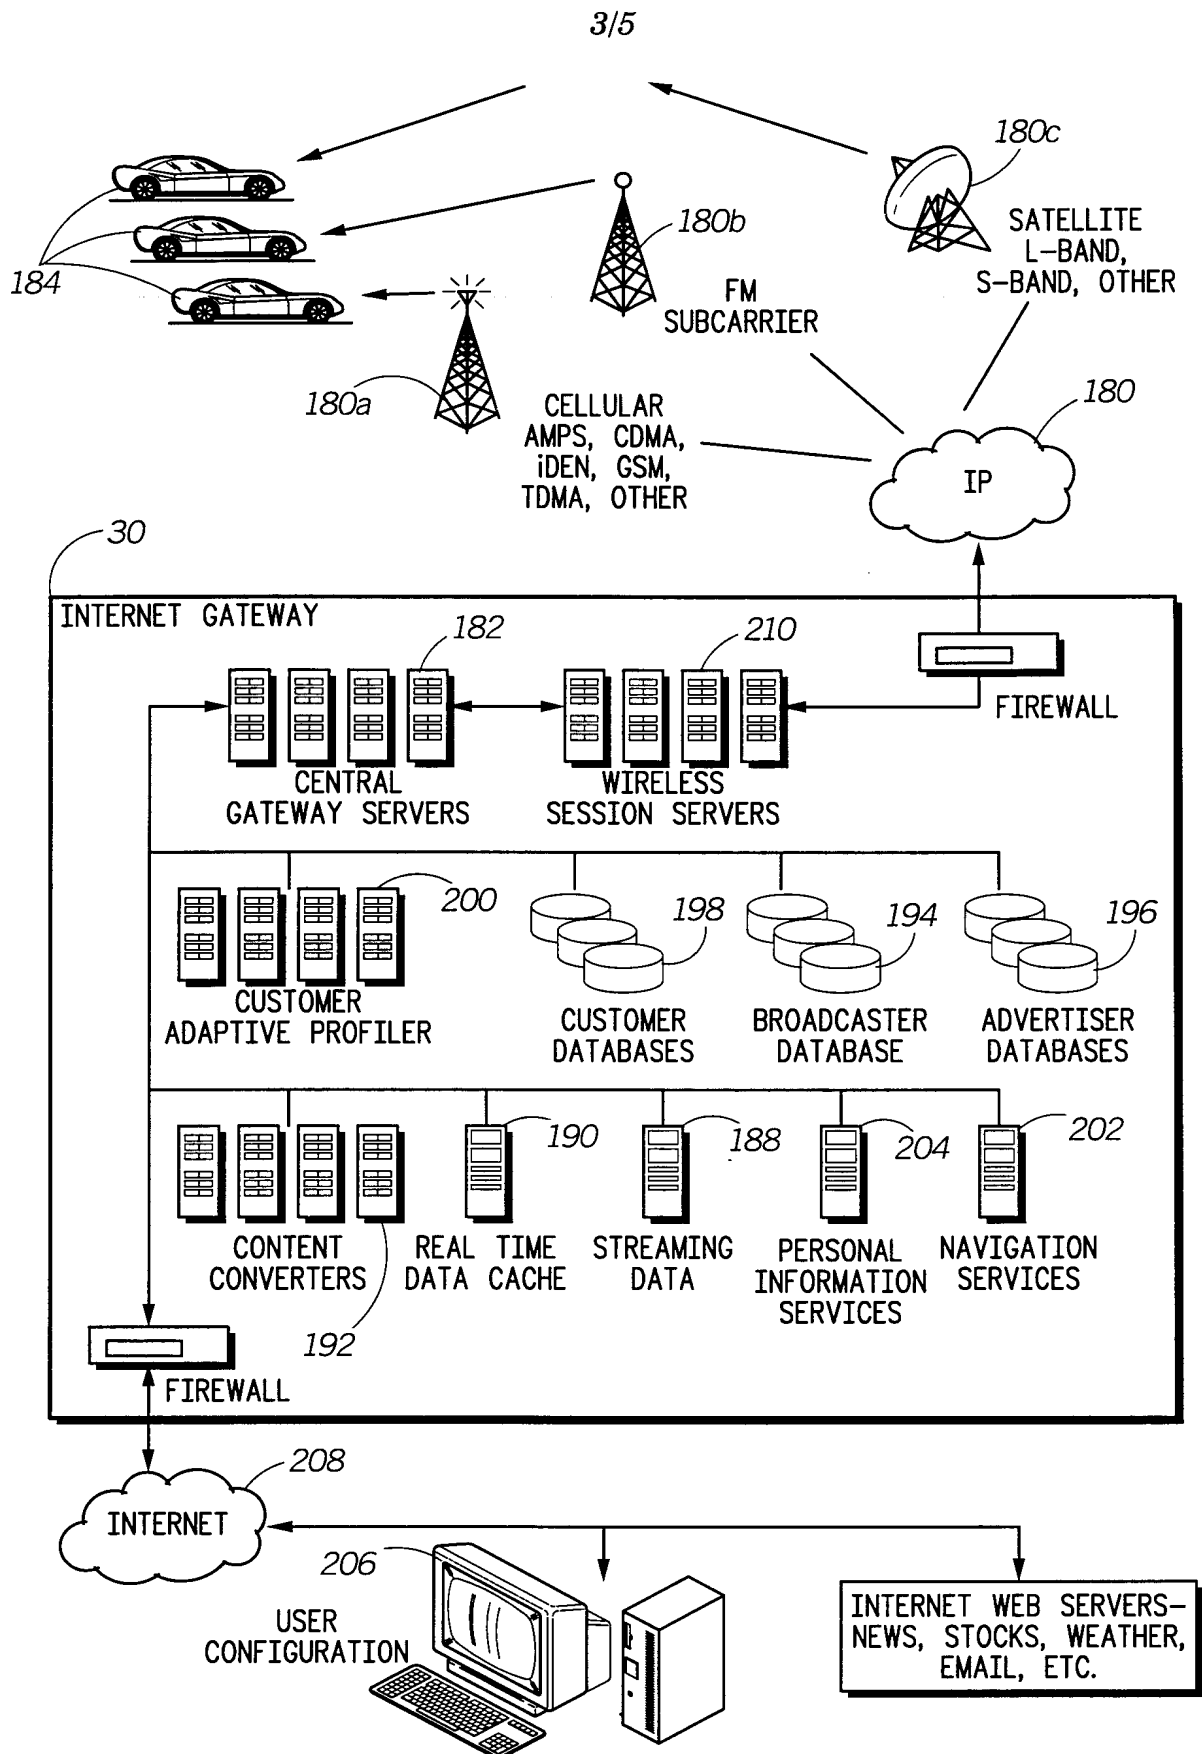 3/5
180c
SATELLITE
L-BAND,
S-BAND, OTHER
180b
FM
SUBCARRIER
184
180a
CELLULAR
AMPS, CDMA,
iDEN, GSM,
TDMA, OTHER
180
IP
30
INTERNET GATEWAY
182
210
FIREWALL
CENTRAL
GATEWAY SERVERS
WIRELESS
SESSION SERVERS
200
198
194
196
CUSTOMER
ADAPTIVE PROFILER
CUSTOMER
DATABASES
BROADCASTER
DATABASE
ADVERTISER
DATABASES
190
188
204
202
CONTENT
CONVERTERS
REAL TIME
DATA CACHE
STREAMING
DATA
PERSONAL
INFORMATION
SERVICES
NAVIGATION
SERVICES
192
FIREWALL
208
INTERNET
206
USER
CONFIGURATION
INTERNET WEB SERVERS-
NEWS, STOCKS, WEATHER,
EMAIL, ETC.